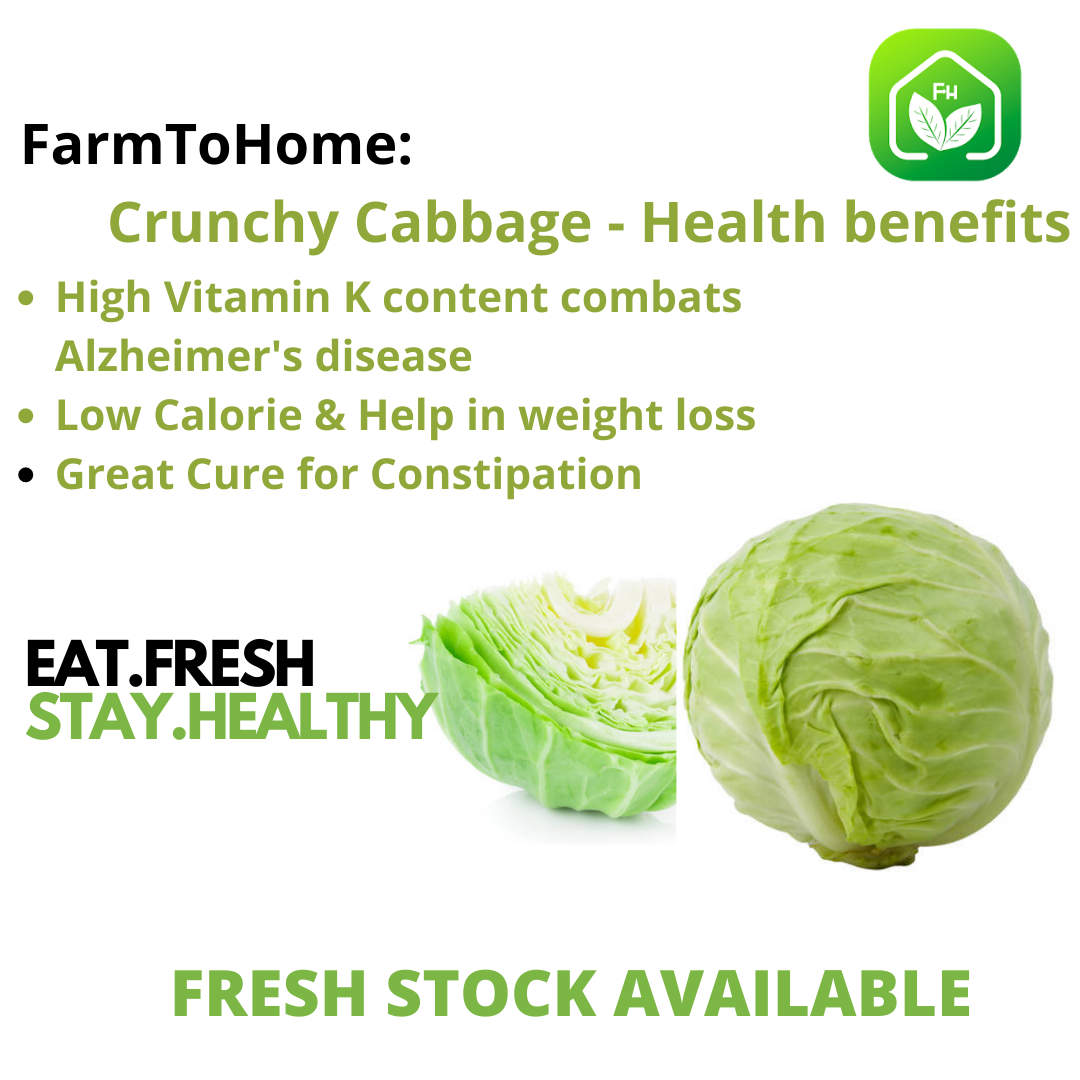 FH
FarmToHome:
Crunchy Cabbage - Health benefits
• High Vitamin K content combats
Alzheimer's disease
• Low Calorie & Help in weight loss
• Great Cure for Constipation
EAT.FRESH
STAY.HEALTHY
FRESH STOCK AVAILABLE